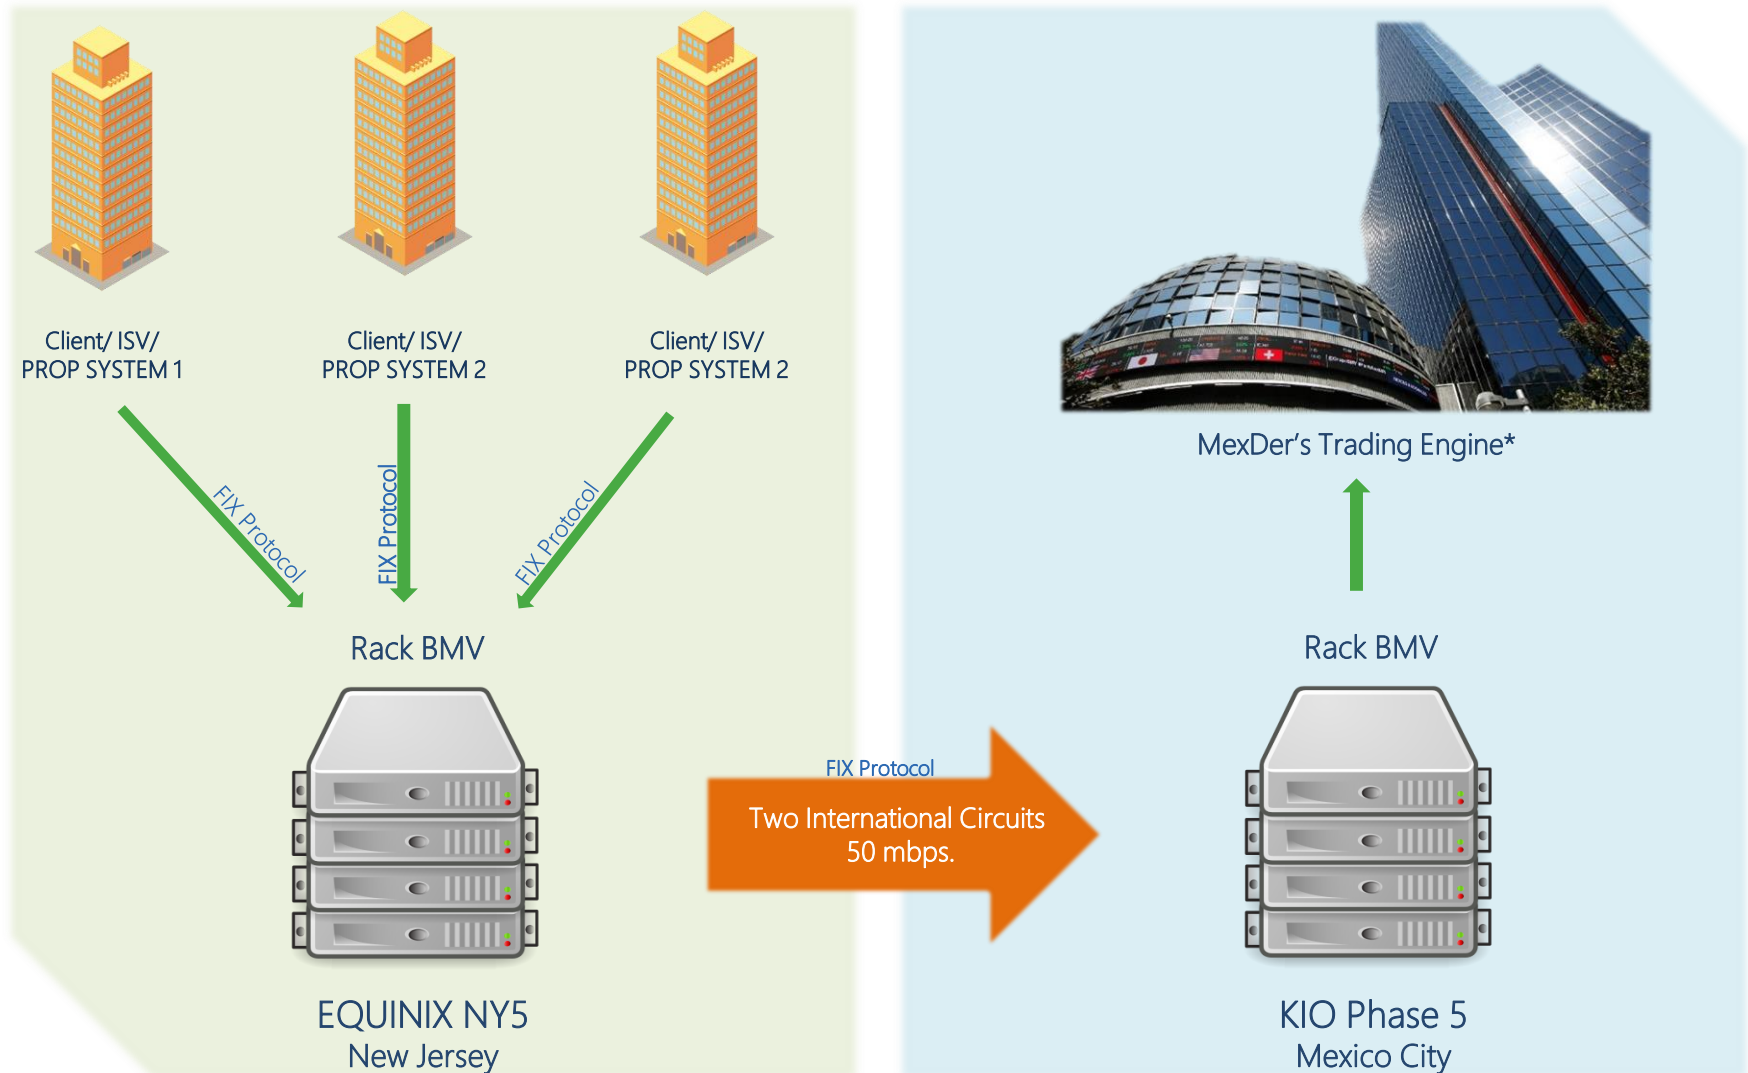 Client/ ISV/
PROP SYSTEM 1
Client/ ISV/
PROP SYSTEM 2
Client/ ISV/
PROP SYSTEM 2
FIX Protocol
FIX Protocol
FIX Protocol
Rack BMV
EQUINIX NY5
New Jersey
FIX Protocol
Two International Circuits
50 mbps.
MexDer's Trading Engine*
Rack BMV
KIO Phase 5
Mexico City